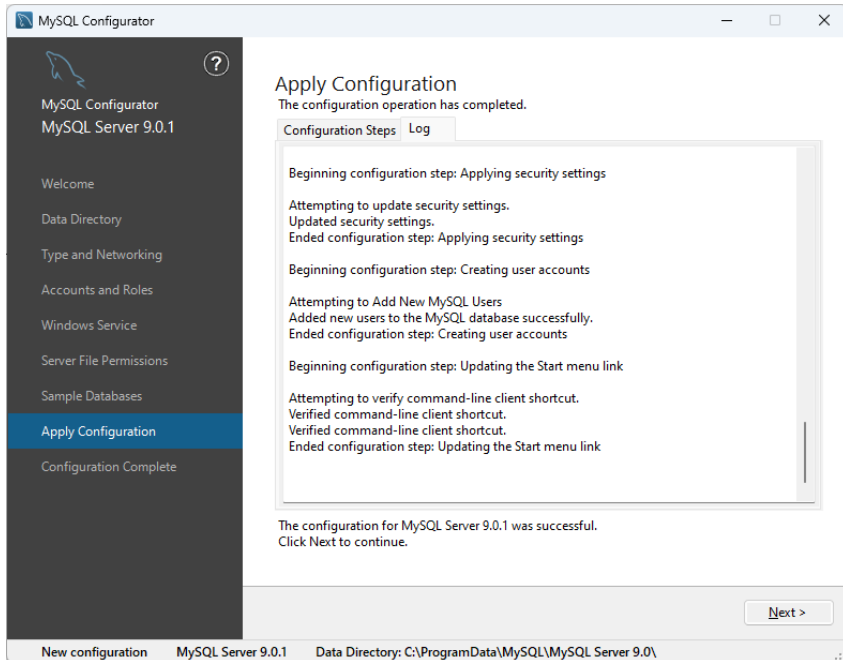 MySQL Configurator
?
MySQL Configurator
MySQL Server 9.0.1
Welcome
Data Directory
Type and Networking
Accounts and Roles
Windows Service
Server File Permissions
Sample Databases
Apply Configuration
Configuration Complete
Apply Configuration
The configuration operation has completed.
Configuration Steps Log
Beginning configuration step: Applying security settings
Attempting to update security settings.
Updated security settings.
Ended configuration step: Applying security settings
Beginning configuration step: Creating user accounts
Attempting to Add New MySQL Users
Added new users to the MySQL database successfully.
Ended configuration step: Creating user accounts
Beginning configuration step: Updating the Start menu link
Attempting to verify command-line client shortcut.
Verified command-line client shortcut.
Verified command-line client shortcut.
Ended configuration step: Updating the Start menu link
The configuration for MySQL Server 9.0.1 was successful.
Click Next to continue.
Next >
New configuration MySQL Server 9.0.1 Data Directory: C:\ProgramData\MySQL\MySQL Server 9.0\